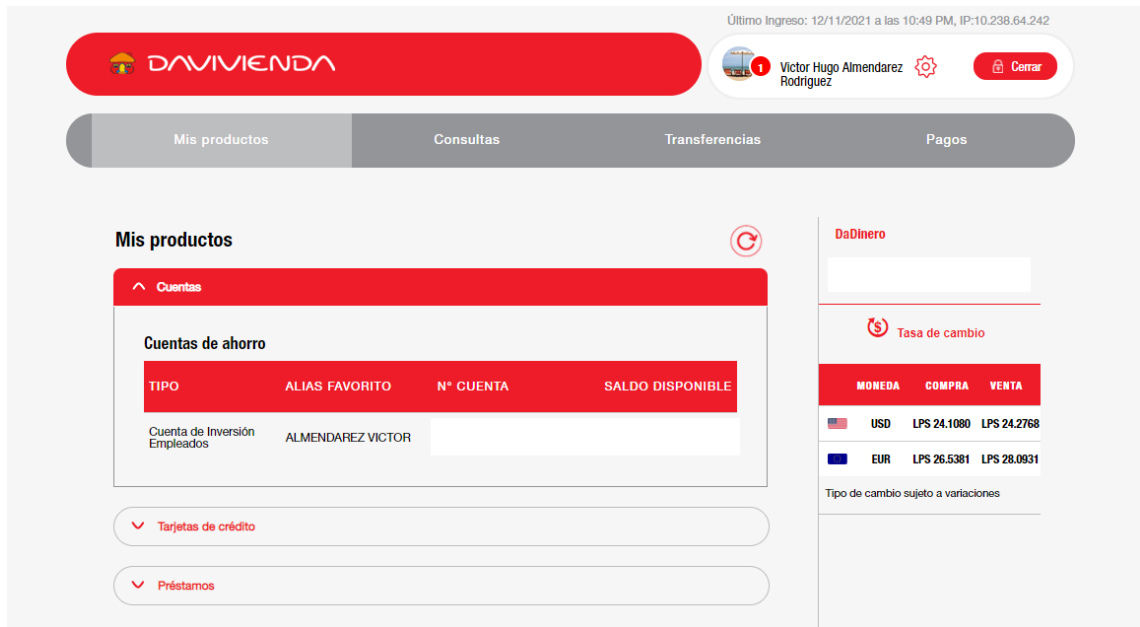 Último Ingreso: 12/11/2021 a las 10:49 PM, IP:10.238.64.242
DAVIVIENDA
1
Victor Hugo Almendarez
Rodriguez
Cerrar
Mis productos Consultas Transferencias Pagos
Mis productos
Cuentas
Cuentas de ahorro
TIPO ALIAS FAVORITO N° CUENTA SALDO DISPONIBLE
Cuenta de Inversión
Empleados
ALMENDAREZ VICTOR
Tarjetas de crédito
Préstamos
DaDinero
Tasa de cambio
MONEDA COMPRA VENTA
USD LPS 24.1080 LPS 24.2768
EUR LPS 26.5381 LPS 28.0931
Tipo de cambio sujeto a variaciones